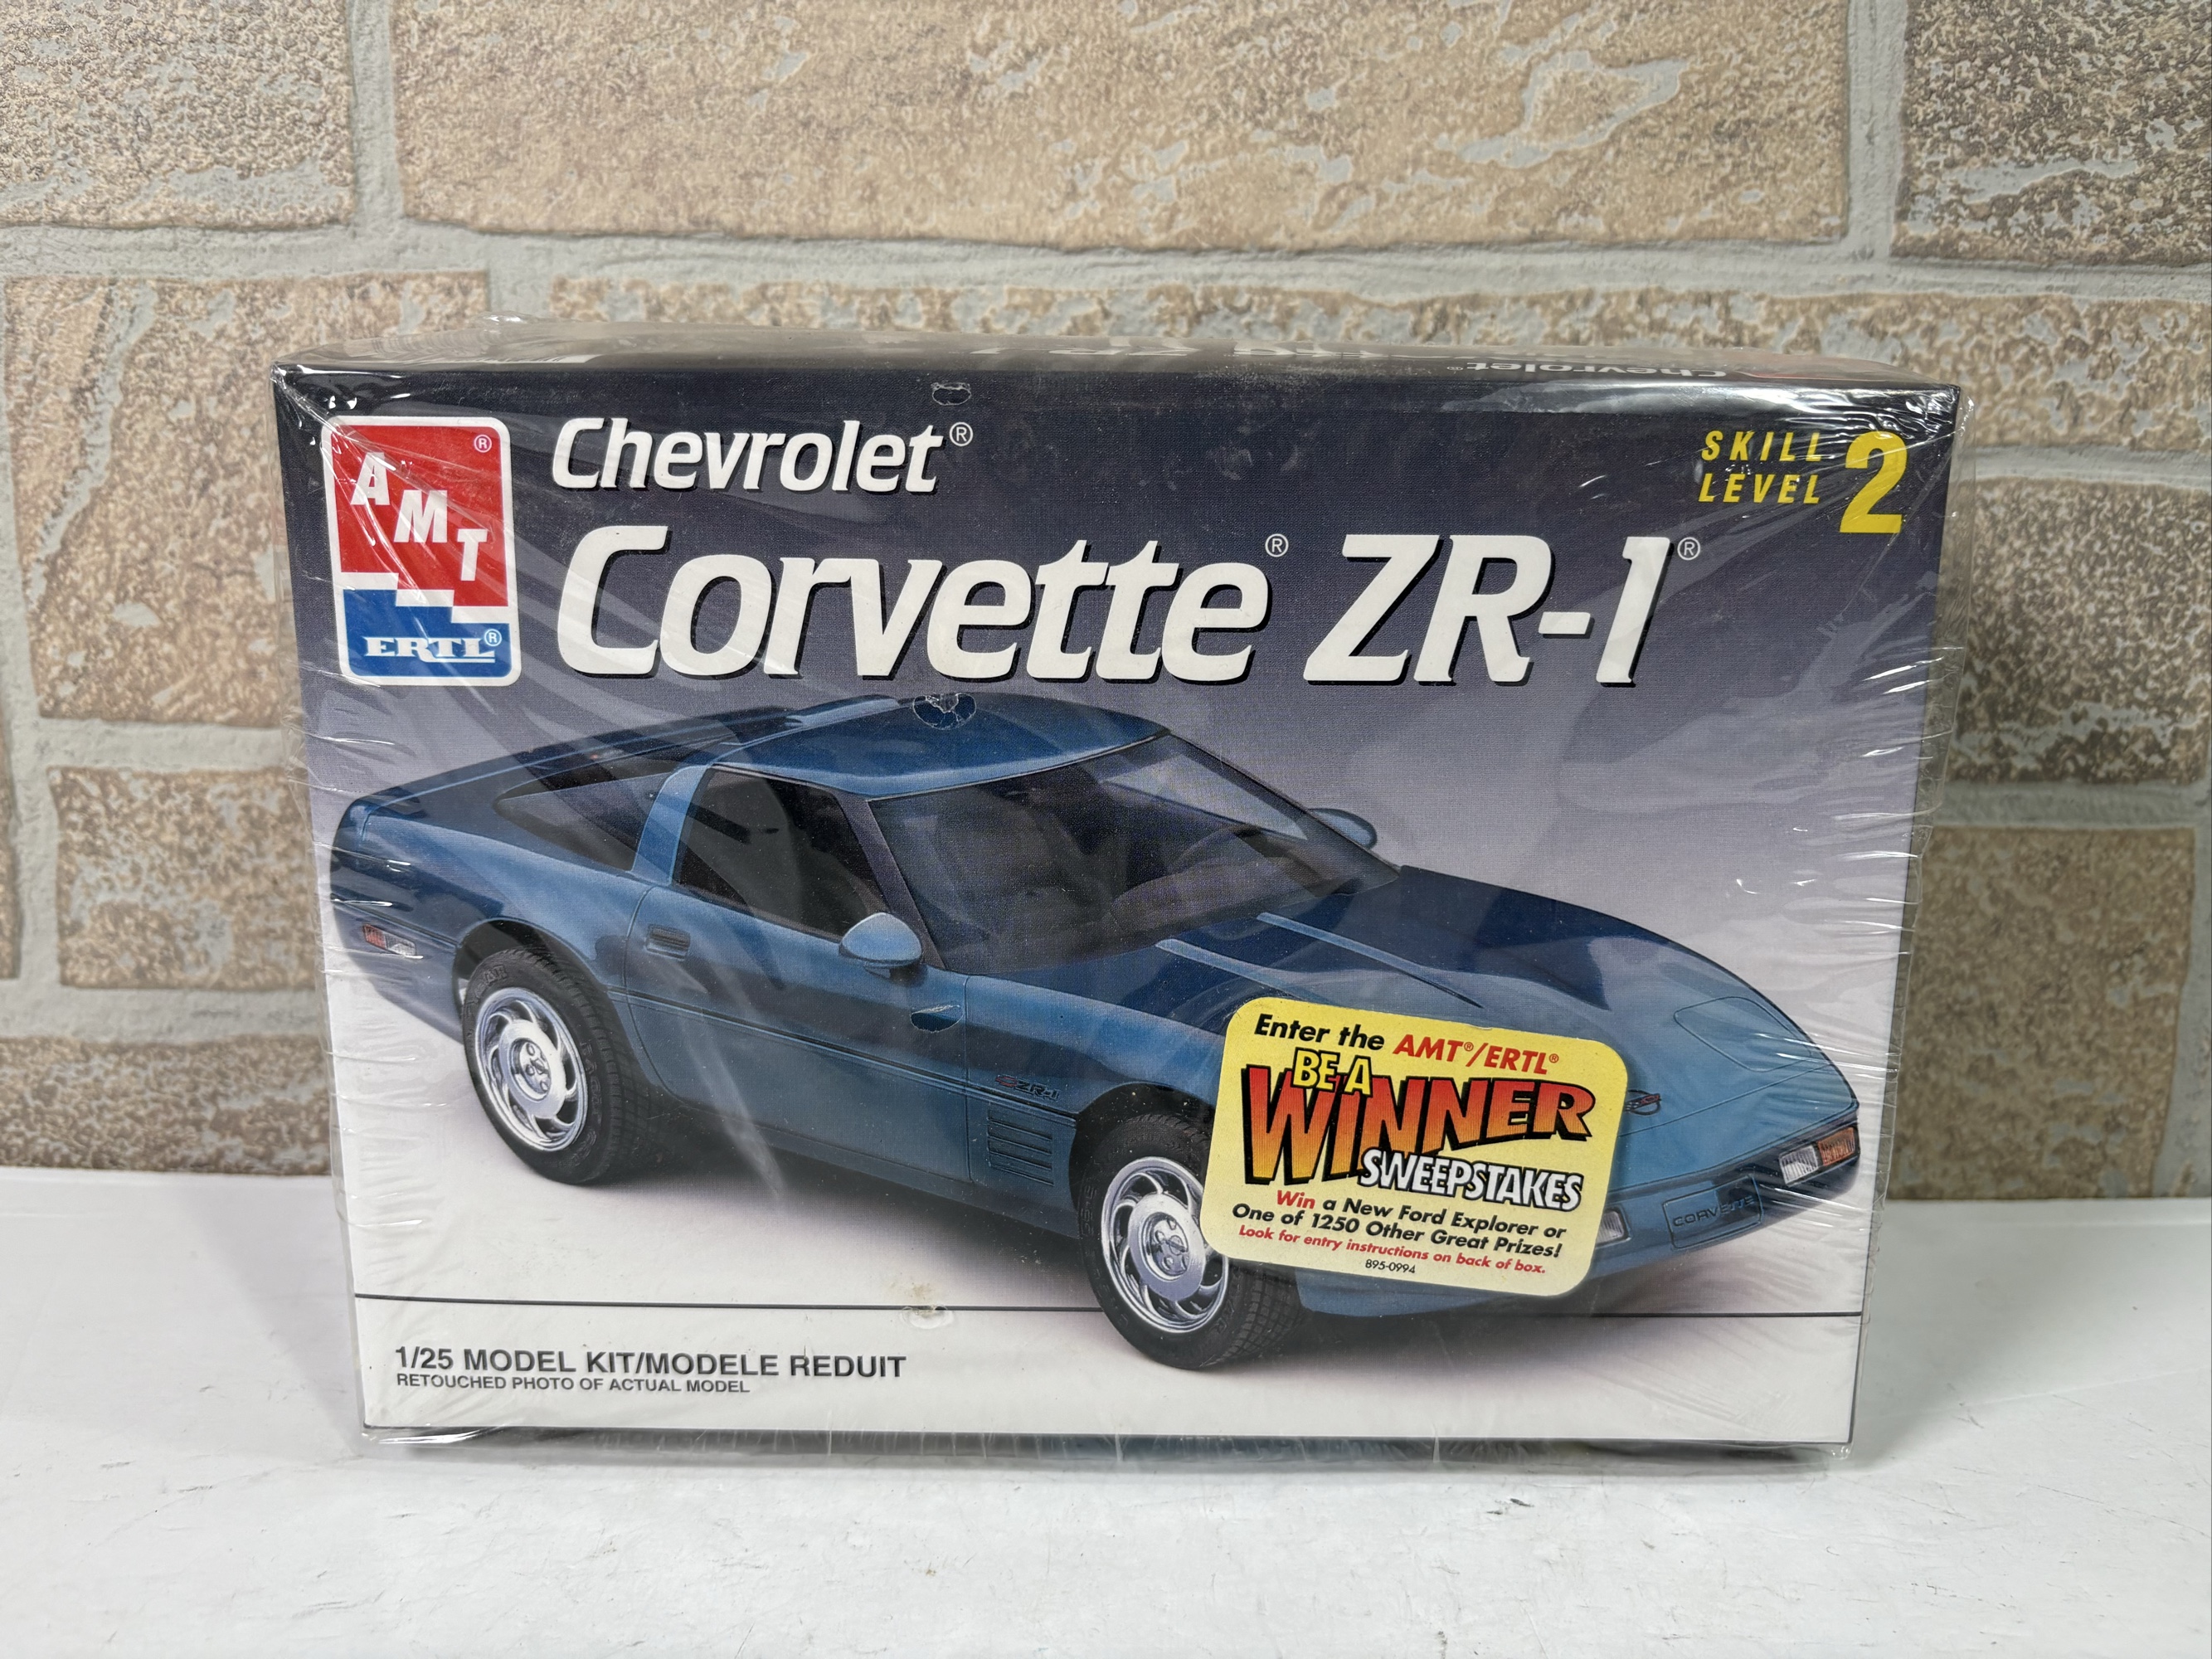 Chevrolet®
AMT®
ERTL®
Chevrolet®
Corvette® ZR-1®
SKILL
LEVEL 2
ZR-1
CORVETTE
Enter the AMT®/ERTL®
BE A
WINNER
SWEEPSTAKES
Win a New Ford Explorer or
One of 1250 Other Great Prizes!
Look for entry instructions on back of box.
895-0994
1/25 MODEL KIT/MODELE REDUIT
RETOUCHED PHOTO OF ACTUAL MODEL